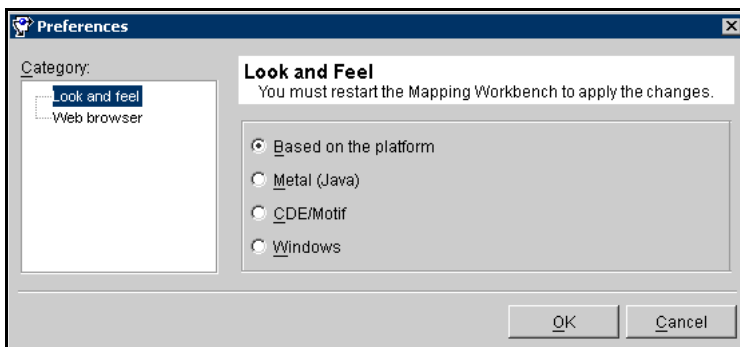 Preferences
Category:
Look and feel
Web browser
Look and Feel
You must restart the Mapping Workbench to apply the changes.
Based on the platform
Metal (Java)
CDE/Motif
Windows
OK
Cancel